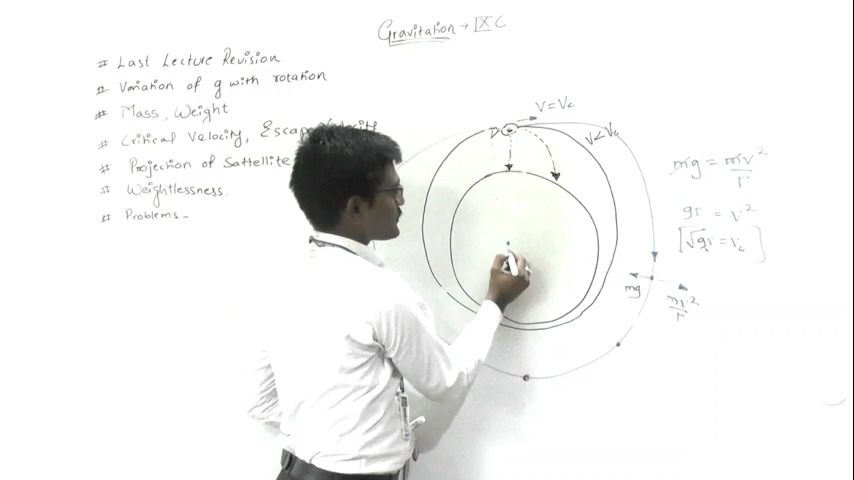 Gravitation → IX C
# Last Lecture Revision
# Variation of g with rotation
# Mass, Weight
# Critical Velocity, Escape Velocity
# Projection of Sattellite
# Weightlessness.
# Problems-
V = Vc
V < Vc
mg = mv²/r
gr = v²
[√gr = vc]
mg
mv²/r